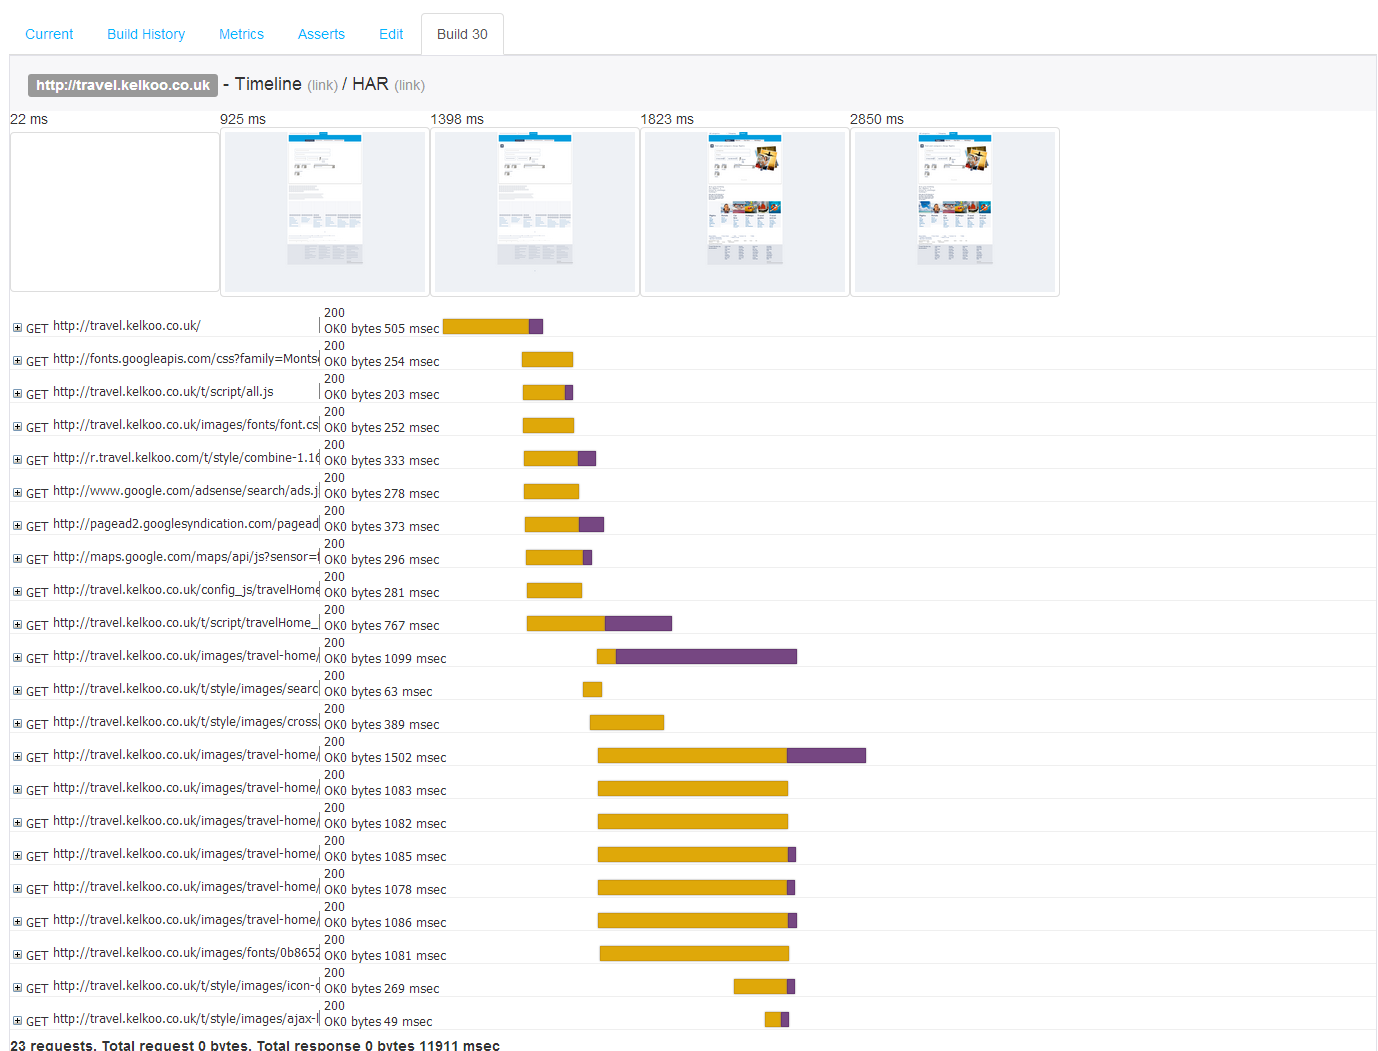 Current Build History Metrics Asserts Edit Build 30
http://travel.kelkoo.co.uk - Timeline (link) / HAR (link)
22 ms 925 ms 1398 ms 1823 ms 2850 ms
GET http://travel.kelkoo.co.uk/ 200 OK0 bytes 505 msec
GET http://fonts.googleapis.com/css?family=Monts 200 OK0 bytes 254 msec
GET http://travel.kelkoo.co.uk/t/script/all.js 200 OK0 bytes 203 msec
GET http://travel.kelkoo.co.uk/images/fonts/font.cs 200 OK0 bytes 252 msec
GET http://r.travel.kelkoo.com/t/style/combine-1.16 200 OK0 bytes 333 msec
GET http://www.google.com/adsense/search/ads.j 200 OK0 bytes 278 msec
GET http://pagead2.googlesyndication.com/pagead 200 OK0 bytes 373 msec
GET http://maps.google.com/maps/api/js?sensor=f 200 OK0 bytes 296 msec
GET http://travel.kelkoo.co.uk/config_js/travelHome 200 OK0 bytes 281 msec
GET http://travel.kelkoo.co.uk/t/script/travelHome_ 200 OK0 bytes 767 msec
GET http://travel.kelkoo.co.uk/images/travel-home/ 200 OK0 bytes 1099 msec
GET http://travel.kelkoo.co.uk/t/style/images/searc 200 OK0 bytes 63 msec
GET http://travel.kelkoo.co.uk/t/style/images/cross. 200 OK0 bytes 389 msec
GET http://travel.kelkoo.co.uk/images/travel-home/ 200 OK0 bytes 1502 msec
GET http://travel.kelkoo.co.uk/images/travel-home/ 200 OK0 bytes 1083 msec
GET http://travel.kelkoo.co.uk/images/travel-home/ 200 OK0 bytes 1082 msec
GET http://travel.kelkoo.co.uk/images/travel-home/ 200 OK0 bytes 1085 msec
GET http://travel.kelkoo.co.uk/images/travel-home/ 200 OK0 bytes 1078 msec
GET http://travel.kelkoo.co.uk/images/travel-home/ 200 OK0 bytes 1086 msec
GET http://travel.kelkoo.co.uk/images/fonts/0b8652 200 OK0 bytes 1081 msec
GET http://travel.kelkoo.co.uk/t/style/images/icon-c 200 OK0 bytes 269 msec
GET http://travel.kelkoo.co.uk/t/style/images/ajax-l 200 OK0 bytes 49 msec
23 requests. Total request 0 bytes. Total response 0 bytes 11911 msec